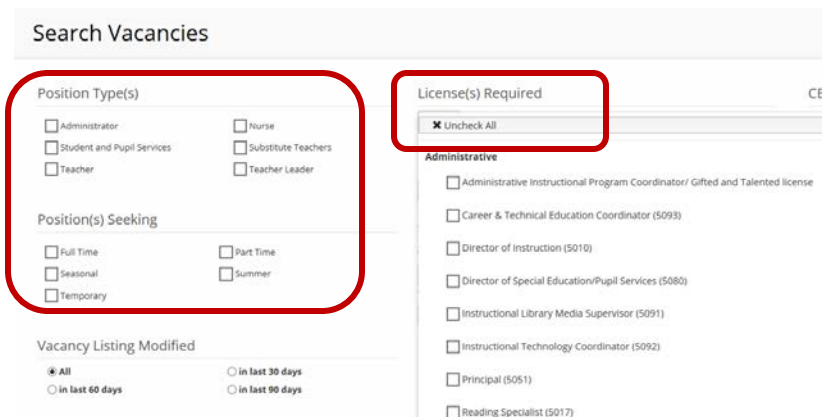 Search Vacancies
Position Type(s)
Administrator Nurse
Student and Pupil Services Substitute Teachers
Teacher Teacher Leader
Position(s) Seeking
Full Time Part Time
Seasonal Summer
Temporary
Vacancy Listing Modified
All in last 30 days
in last 60 days in last 90 days
License(s) Required
✖ Uncheck All
Administrative
Administrative Instructional Program Coordinator/ Gifted and Talented license
Career & Technical Education Coordinator (5093)
Director of Instruction (5010)
Director of Special Education/Pupil Services (5080)
Instructional Library Media Supervisor (5091)
Instructional Technology Coordinator (5092)
Principal (5051)
Reading Specialist (5017)